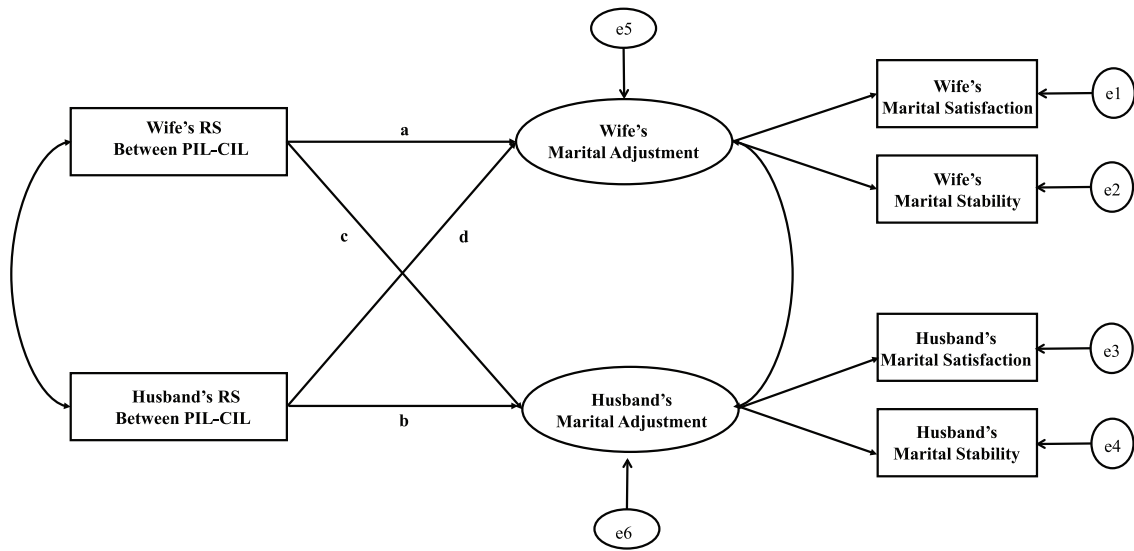 e5
Wife's
Marital Satisfaction
e1
Wife's RS
Between PIL-CIL
a
Wife's
Marital Adjustment
Wife's
Marital Stability
e2
c
d
Husband's RS
Between PIL-CIL
b
Husband's
Marital Adjustment
Husband's
Marital Satisfaction
e3
Husband's
Marital Stability
e4
e6